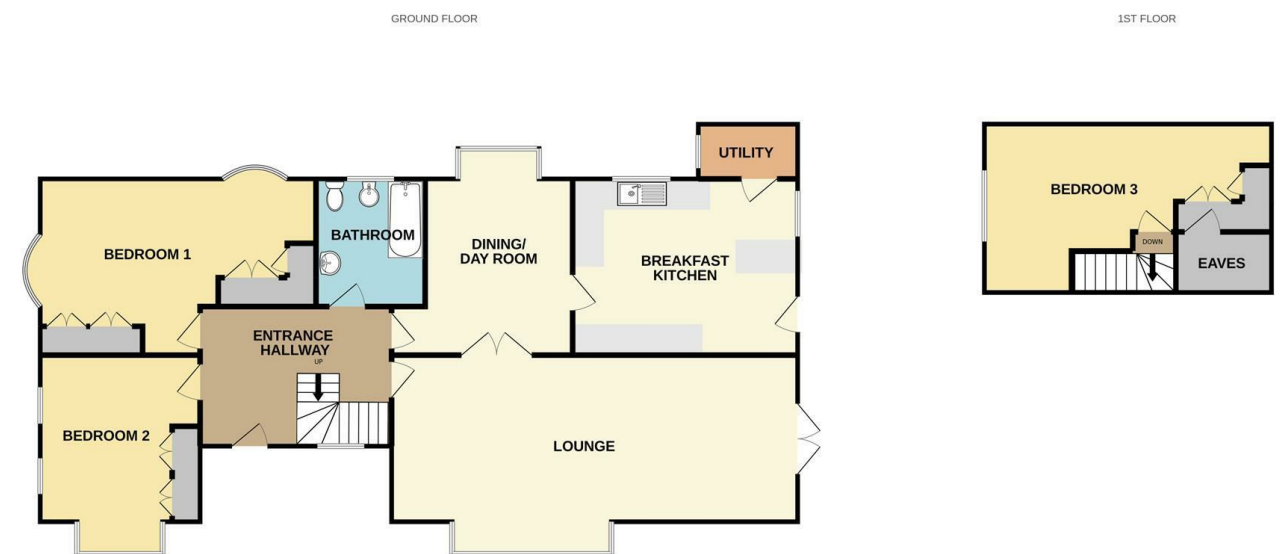 GROUND FLOOR
1ST FLOOR
UTILITY
BEDROOM 1
BATHROOM
DINING/
DAY ROOM
BREAKFAST
KITCHEN
ENTRANCE
HALLWAY
UP
BEDROOM 2
LOUNGE
BEDROOM 3
DOWN
EAVES